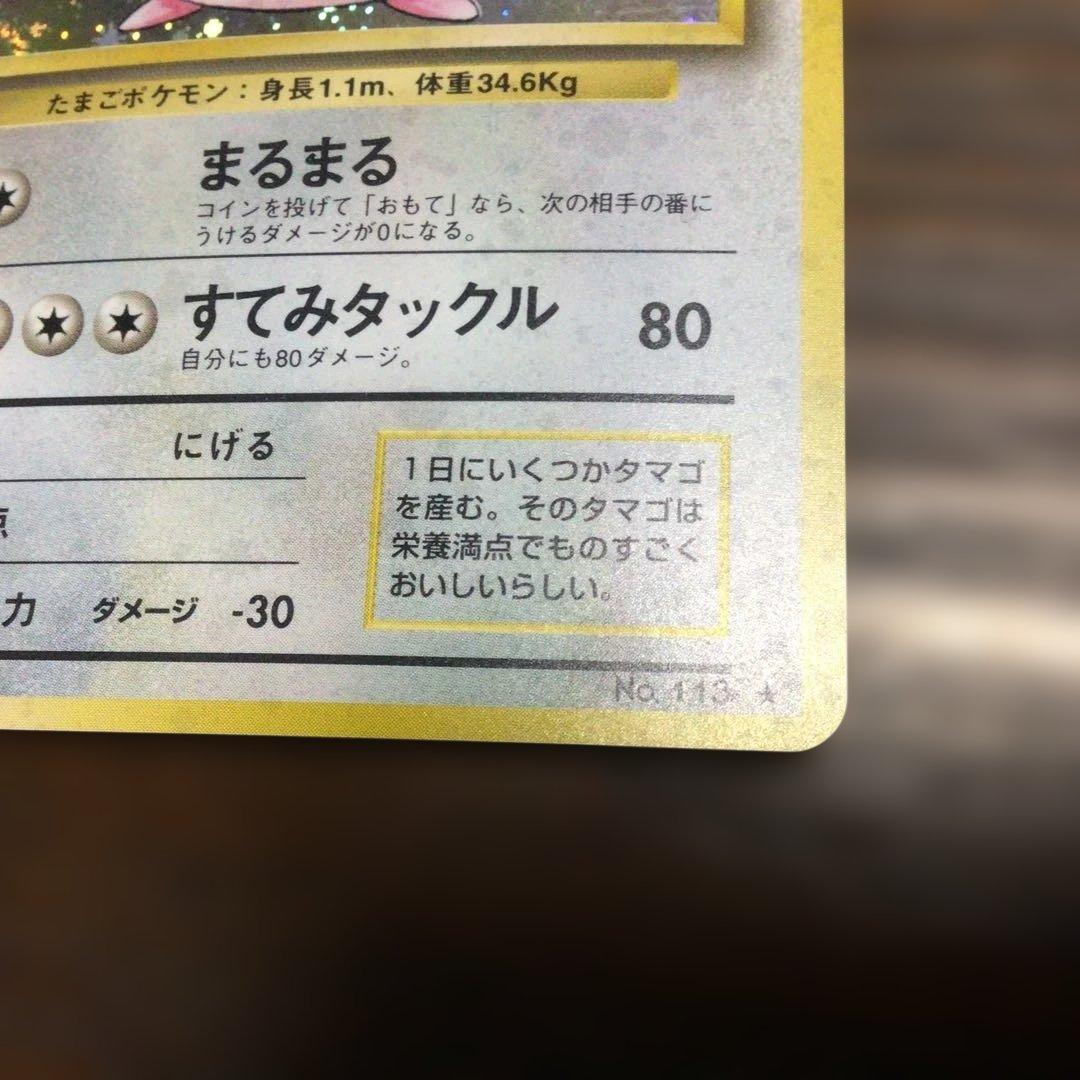 たまごポケモン：身長1.1m、体重34.6Kg
まるまる
コインを投げて「おもて」なら、次の相手の番に
うけるダメージが0になる。
すてみタックル 80
自分にも80ダメージ。
にげる
点
力 ダメージ -30
1日にいくつかタマゴ
を産む。そのタマゴは
栄養満点でものすごく
おいしいらしい。
No. 113 ★